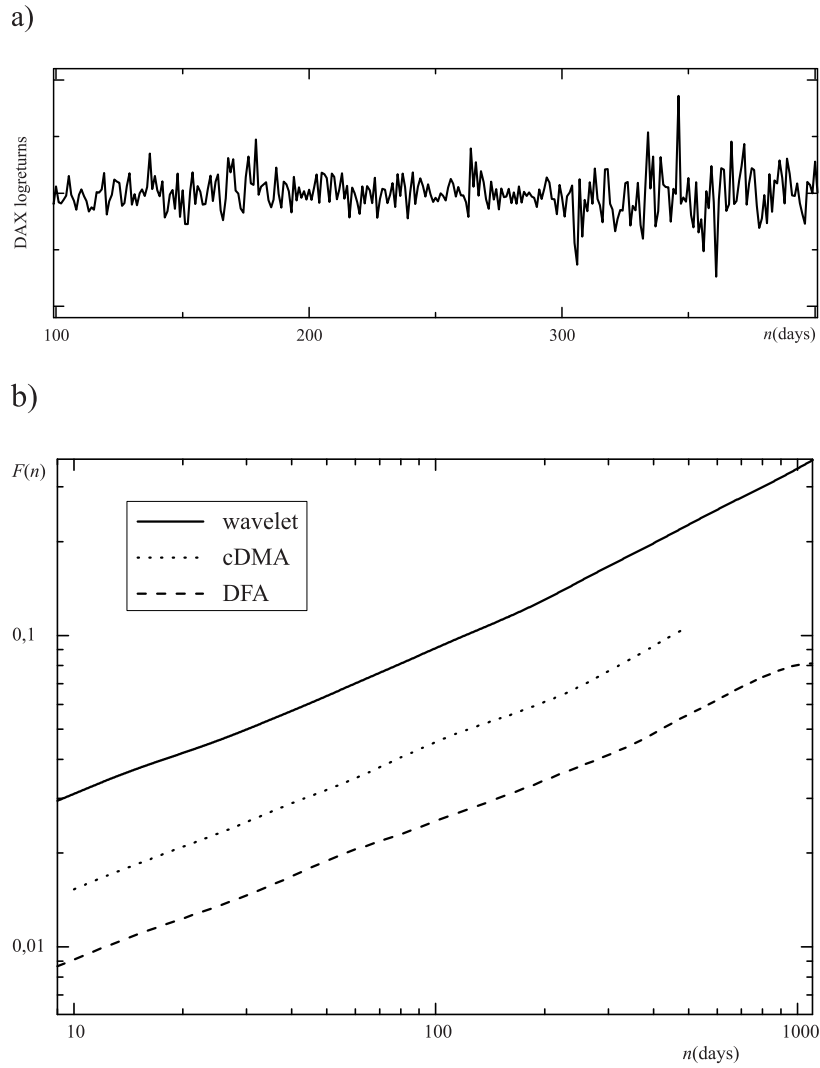 a)
DAX logreturns
100
200
300
n(days)
b)
F(n)
wavelet
cDMA
DFA
0,1
0,01
10
100
1000
n(days)